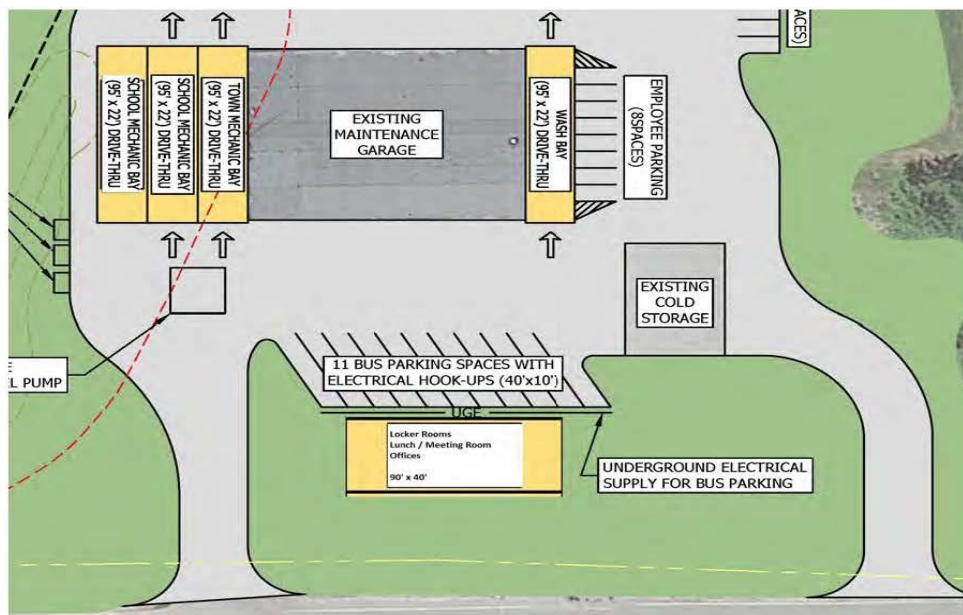 ACES)
SCHOOL MECHANIC BAY
(95' x 22') DRIVE-THRU
SCHOOL MECHANIC BAY
(95' x 22') DRIVE-THRU
TOWN MECHANIC BAY
(95' x 22') DRIVE-THRU
EXISTING
MAINTENANCE
GARAGE
WASH BAY
(95' x 22') DRIVE-THRU
EMPLOYEE PARKING
(8SPACES)
EXISTING
COLD
STORAGE
E
EL PUMP
11 BUS PARKING SPACES WITH
ELECTRICAL HOOK-UPS (40'x10')
UGE
Locker Rooms
Lunch / Meeting Room
Offices
90' x 40'
UNDERGROUND ELECTRICAL
SUPPLY FOR BUS PARKING